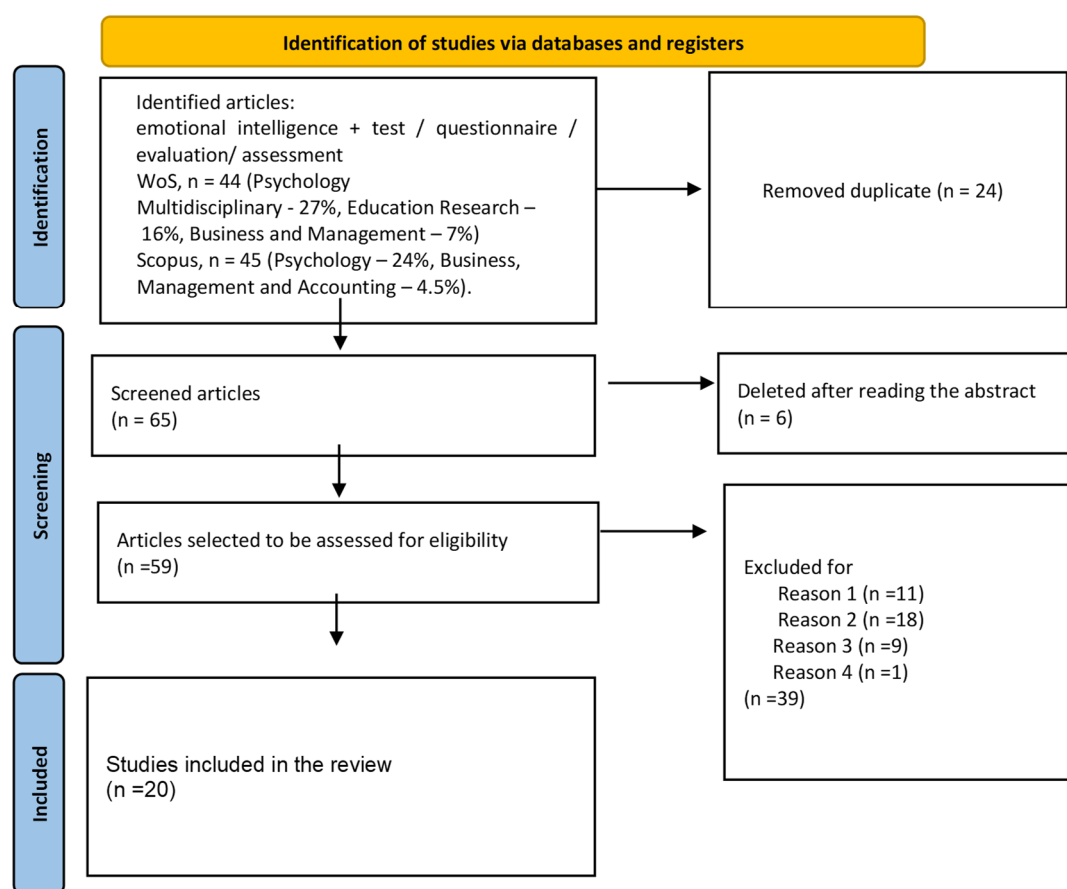 Identification of studies via databases and registers
Identification
Identified articles:
emotional intelligence + test / questionnaire /
evaluation/ assessment
WoS, n = 44 (Psychology
Multidisciplinary - 27%, Education Research –
16%, Business and Management – 7%)
Scopus, n = 45 (Psychology – 24%, Business,
Management and Accounting – 4.5%).
Removed duplicate (n = 24)
Screening
Screened articles
(n = 65)
Deleted after reading the abstract
(n = 6)
Articles selected to be assessed for eligibility
(n =59)
Excluded for
Reason 1 (n =11)
Reason 2 (n =18)
Reason 3 (n =9)
Reason 4 (n =1)
(n =39)
Included
Studies included in the review
(n =20)